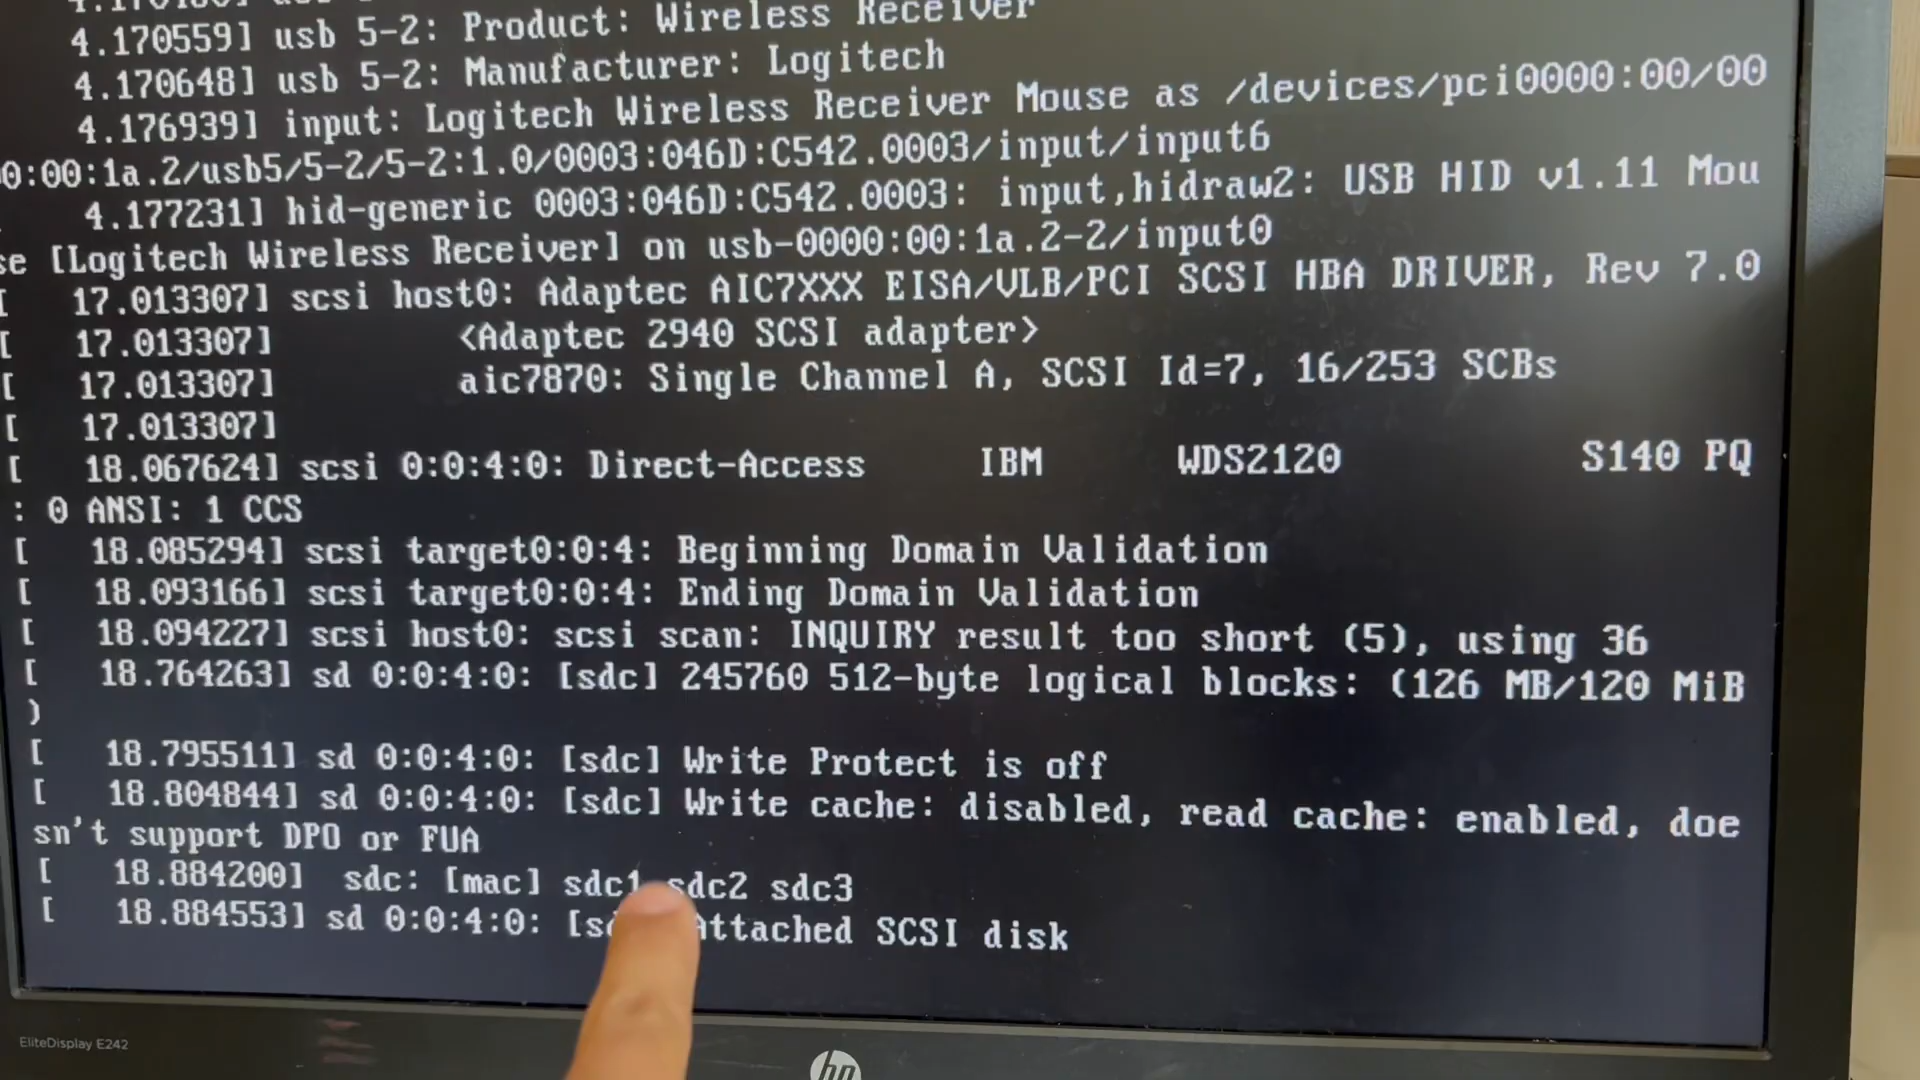 4.170559] usb 5-2: Product: Wireless Receiver
4.170648] usb 5-2: Manufacturer: Logitech
4.176939] input: Logitech Wireless Receiver Mouse as /devices/pci0000:00/00
0:00:1a.2/usb5/5-2/5-2:1.0/0003:046D:C542.0003/input/input6
4.177231] hid-generic 0003:046D:C542.0003: input,hidraw2: USB HID v1.11 Mou
se [Logitech Wireless Receiver] on usb-0000:00:1a.2-2/input0
[ 17.013307] scsi host0: Adaptec AIC7XXX EISA/VLB/PCI SCSI HBA DRIVER, Rev 7.0
[ 17.013307] <Adaptec 2940 SCSI adapter>
[ 17.013307] aic7870: Single Channel A, SCSI Id=7, 16/253 SCBs
[ 17.013307]
[ 18.067624] scsi 0:0:4:0: Direct-Access IBM WDS2120 S140 PQ
: 0 ANSI: 1 CCS
[ 18.085294] scsi target0:0:4: Beginning Domain Validation
[ 18.093166] scsi target0:0:4: Ending Domain Validation
[ 18.094227] scsi host0: scsi scan: INQUIRY result too short (5), using 36
[ 18.764263] sd 0:0:4:0: [sdc] 245760 512-byte logical blocks: (126 MB/120 MiB
)
[ 18.795511] sd 0:0:4:0: [sdc] Write Protect is off
[ 18.804844] sd 0:0:4:0: [sdc] Write cache: disabled, read cache: enabled, doe
sn't support DPO or FUA
[ 18.884200] sdc: [mac] sdc1 sdc2 sdc3
[ 18.884553] sd 0:0:4:0: Attached SCSI disk
EliteDisplay E242
hp